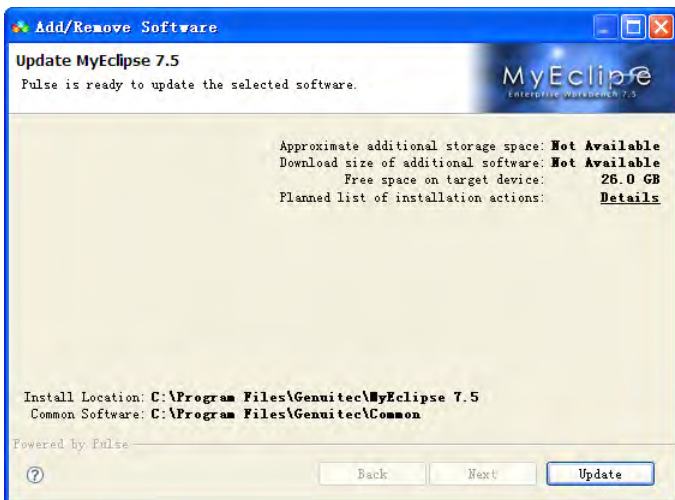 Add/Remove Software
Update MyEclipse 7.5
Pulse is ready to update the selected software.
MyEclipse
Enterprise Workbench 7.5
Approximate additional storage space: Not Available
Download size of additional software: Not Available
Free space on target device: 26.0 GB
Planned list of installation actions: Details
Install Location: C:\Program Files\Genuitec\MyEclipse 7.5
Common Software: C:\Program Files\Genuitec\Common
Powered by Pulse
? Back Next Update